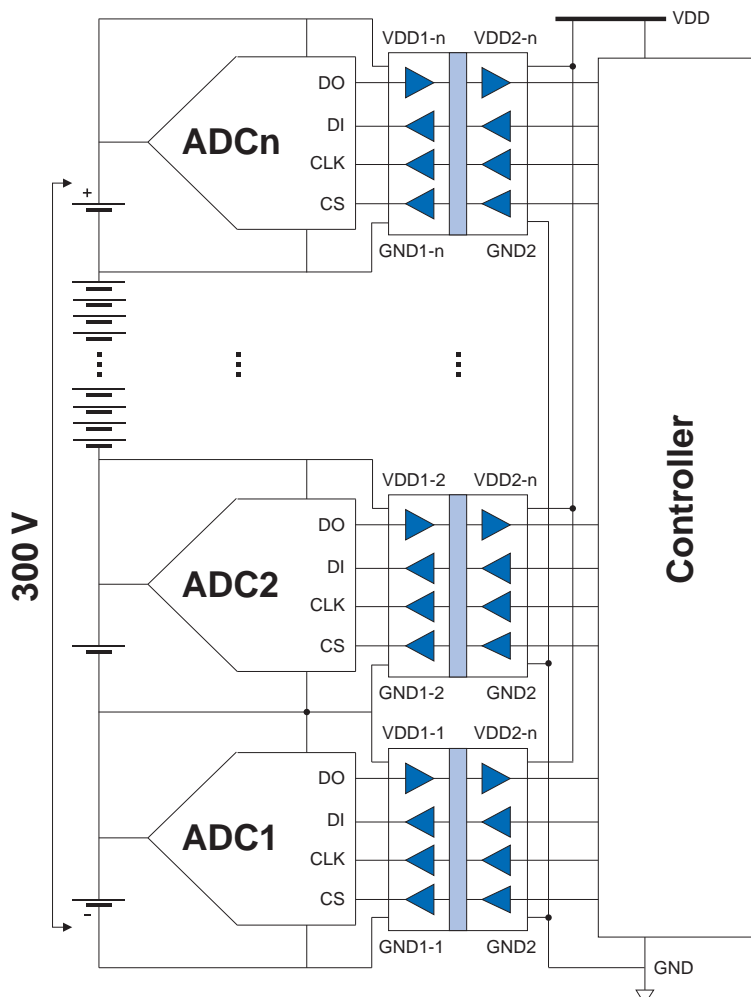 VDD
VDD1-n VDD2-n
DO
DI
ADCn
CLK
CS
+
GND1-n GND2
300 V
Controller
VDD1-2 VDD2-n
DO
DI
ADC2
CLK
CS
GND1-2 GND2
VDD1-1 VDD2-n
DO
DI
ADC1
CLK
CS
-
GND1-1 GND2
GND